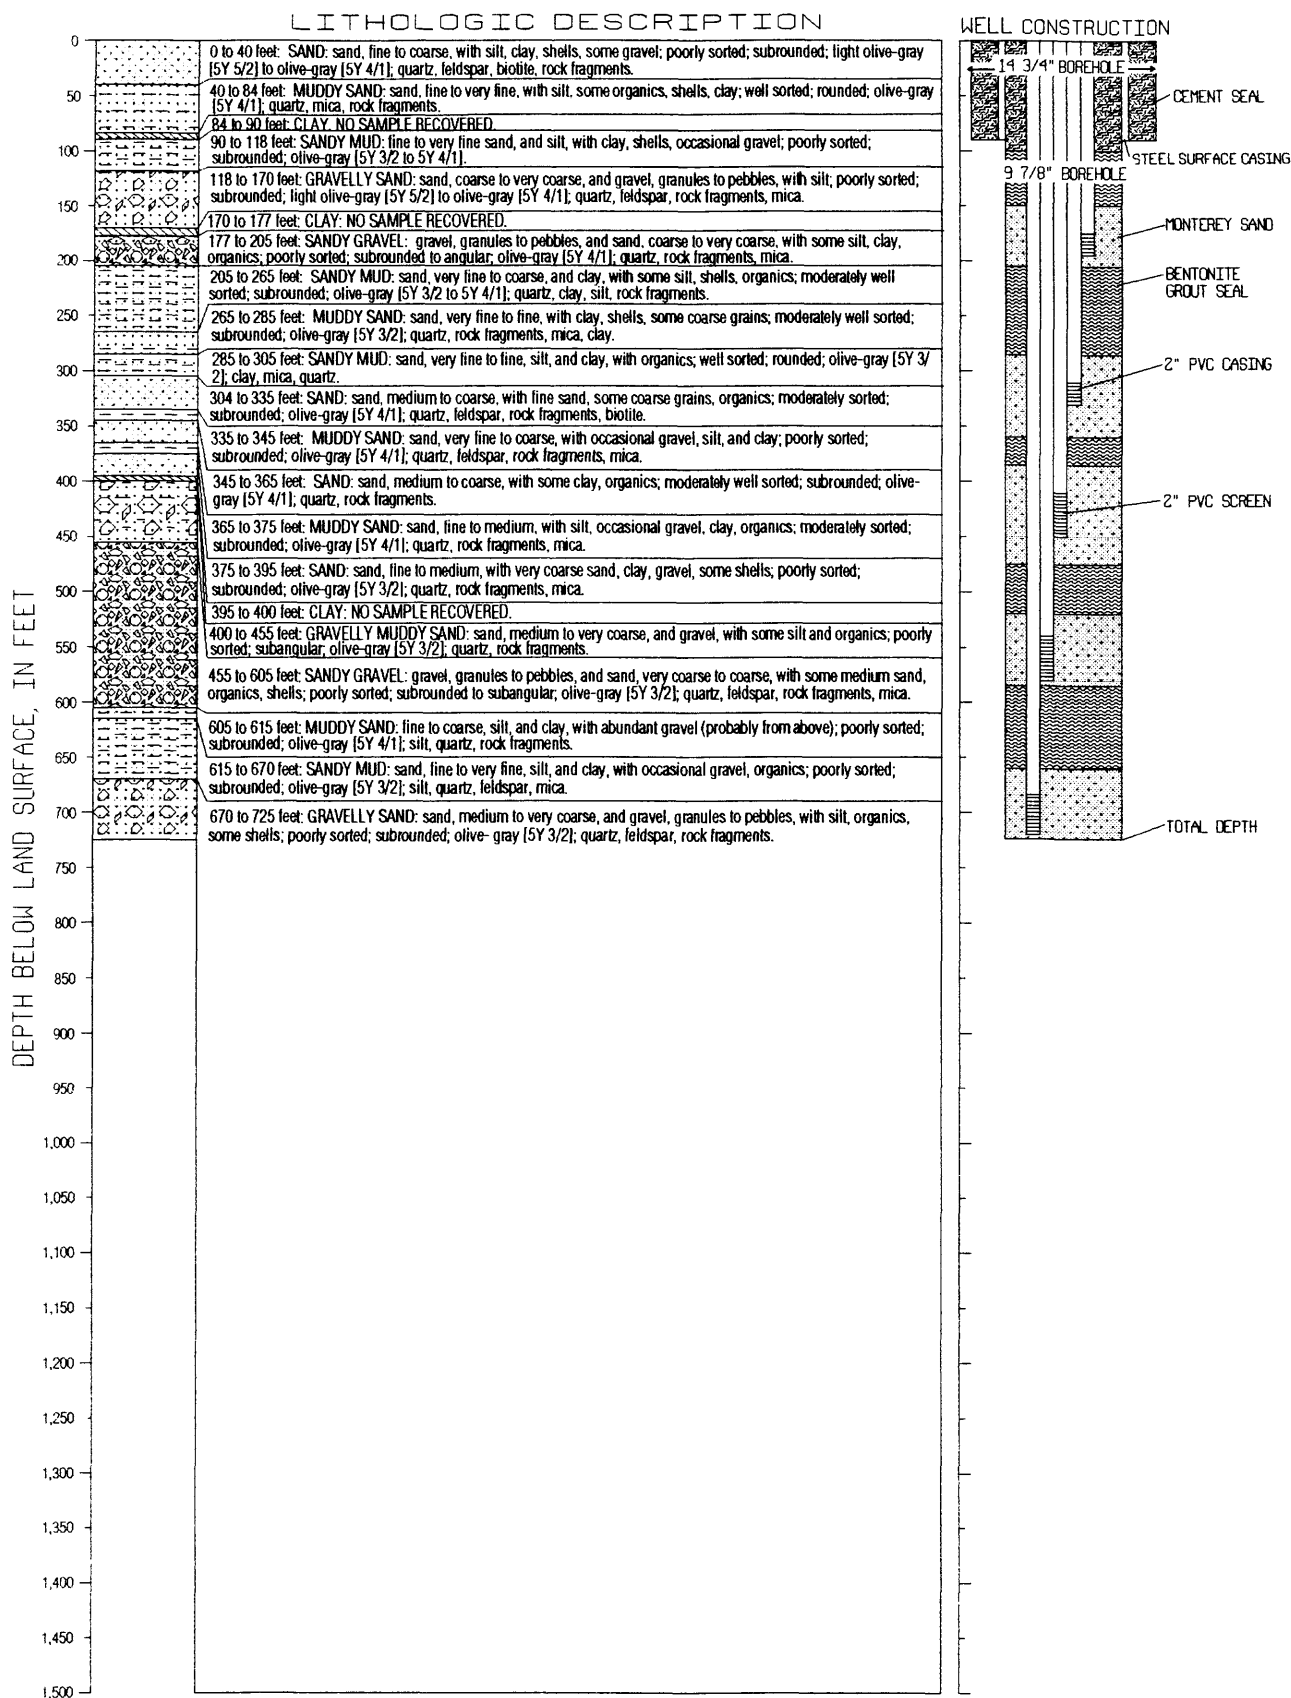 LITHOLOGIC DESCRIPTION
0 to 40 feet: SAND: sand, fine to coarse, with silt, clay, shells, some gravel; poorly sorted; subrounded; light olive-gray
[5Y 5/2] to olive-gray [5Y 4/1]; quartz, feldspar, biotite, rock fragments.
40 to 84 feet: MUDDY SAND: sand, fine to very fine, with silt, some organics, shells, clay; well sorted; rounded; olive-gray
[5Y 4/1]; quartz, mica, rock fragments.
84 to 90 feet: CLAY: NO SAMPLE RECOVERED.
90 to 118 feet: SANDY MUD: fine to very fine sand, and silt, with clay, shells, occasional gravel; poorly sorted;
subrounded; olive-gray [5Y 3/2 to 5Y 4/1].
118 to 170 feet: GRAVELLY SAND: sand, coarse to very coarse, and gravel, granules to pebbles, with silt; poorly sorted;
subrounded; light olive-gray [5Y 5/2] to olive-gray [5Y 4/1]; quartz, feldspar, rock fragments, mica.
170 to 177 feet: CLAY: NO SAMPLE RECOVERED.
177 to 205 feet: SANDY GRAVEL: gravel, granules to pebbles, and sand, coarse to very coarse, with some silt, clay,
organics; poorly sorted; subrounded to angular; olive-gray [5Y 4/1]; quartz, rock fragments, mica.
205 to 265 feet: SANDY MUD: sand, very fine to coarse, and clay, with some silt, shells, organics; moderately well
sorted; subrounded; olive-gray [5Y 3/2 to 5Y 4/1]; quartz, clay, silt, rock fragments.
265 to 285 feet: MUDDY SAND: sand, very fine to fine, with clay, shells, some coarse grains; moderately well sorted;
subrounded; olive-gray [5Y 3/2]; quartz, rock fragments, mica, clay.
285 to 305 feet: SANDY MUD: sand, very fine to fine, silt, and clay, with organics; well sorted; rounded; olive-gray [5Y 3/
2]; clay, mica, quartz.
304 to 335 feet: SAND: sand, medium to coarse, with fine sand, some coarse grains, organics; moderately sorted;
subrounded; olive-gray [5Y 4/1]; quartz, feldspar, rock fragments, biotite.
335 to 345 feet: MUDDY SAND: sand, very fine to coarse, with occasional gravel, silt, and clay; poorly sorted;
subrounded; olive-gray [5Y 4/1]; quartz, feldspar, rock fragments, mica.
345 to 365 feet: SAND: sand, medium to coarse, with some clay, organics; moderately well sorted; subrounded; olive-
gray [5Y 4/1]; quartz, rock fragments.
365 to 375 feet: MUDDY SAND: sand, fine to medium, with silt, occasional gravel, clay, organics; moderately sorted;
subrounded; olive-gray [5Y 4/1]; quartz, rock fragments, mica.
375 to 395 feet: SAND: sand, fine to medium, with very coarse sand, clay, gravel, some shells; poorly sorted;
subrounded; olive-gray [5Y 3/2]; quartz, rock fragments, mica.
395 to 400 feet: CLAY: NO SAMPLE RECOVERED.
400 to 455 feet: GRAVELLY MUDDY SAND: sand, medium to very coarse, and gravel, with some silt and organics; poorly
sorted; subangular; olive-gray [5Y 3/2]; quartz, rock fragments.
455 to 605 feet: SANDY GRAVEL: gravel, granules to pebbles, and sand, very coarse to coarse, with some medium sand,
organics, shells; poorly sorted; subrounded to subangular; olive-gray [5Y 3/2]; quartz, feldspar, rock fragments, mica.
605 to 615 feet: MUDDY SAND: fine to coarse, silt, and clay, with abundant gravel (probably from above); poorly sorted;
subrounded; olive-gray [5Y 4/1]; silt, quartz, rock fragments.
615 to 670 feet: SANDY MUD: sand, fine to very fine, silt, and clay, with occasional gravel, organics; poorly sorted;
subrounded; olive-gray [5Y 3/2]; silt, quartz, feldspar, mica.
670 to 725 feet: GRAVELLY SAND: sand, medium to very coarse, and gravel, granules to pebbles, with silt, organics,
some shells; poorly sorted; subrounded; olive- gray [5Y 3/2]; quartz, feldspar, rock fragments.
DEPTH BELOW LAND SURFACE, IN FEET
0
50
100
150
200
250
300
350
400
450
500
550
600
650
700
750
800
850
900
950
1,000
1,050
1,100
1,150
1,200
1,250
1,300
1,350
1,400
1,450
1,500
WELL CONSTRUCTION
14 3/4" BOREHOLE
CEMENT SEAL
STEEL SURFACE CASING
9 7/8" BOREHOLE
MONTEREY SAND
BENTONITE
GROUT SEAL
2" PVC CASING
2" PVC SCREEN
TOTAL DEPTH